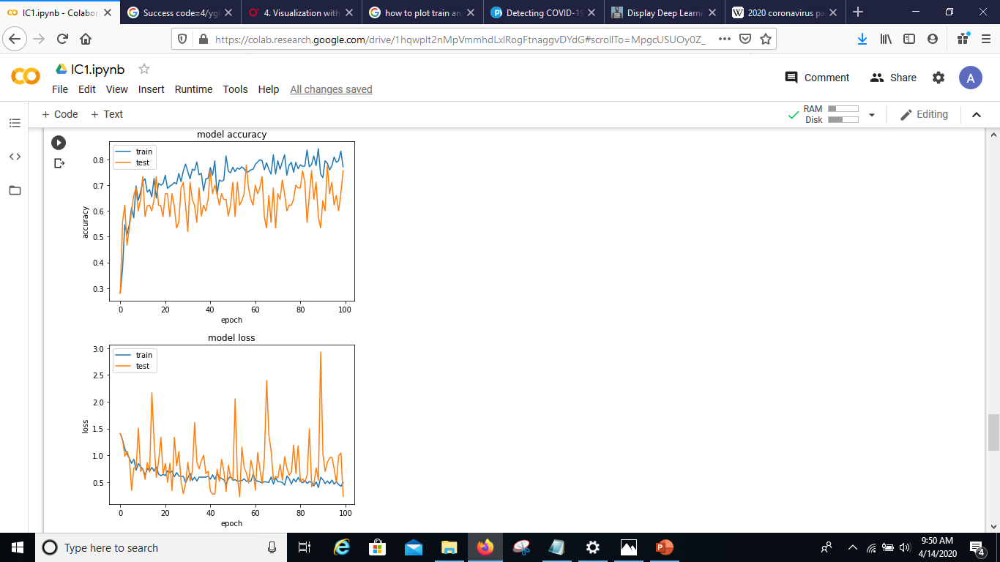 IC1.ipynb - Colabor
Success code=4/ygl
4. Visualization with
how to plot train an
Detecting COVID-19
Display Deep Learni
2020 coronavirus pa
https://colab.research.google.com/drive/1hqwplt2nMpVmmhdLxlRogFtnaggvDYdG#scrollTo=MpgcUSUOy0Z_
IC1.ipynb
Comment
Share
A
File Edit View Insert Runtime Tools Help All changes saved
+ Code + Text
RAM
Disk
Editing
model accuracy
train
test
0.8
0.7
0.6
0.5
0.4
0.3
accuracy
0 20 40 60 80 100
epoch
model loss
train
test
3.0
2.5
2.0
1.5
1.0
0.5
loss
0 20 40 60 80 100
epoch
Type here to search
9:50 AM
4/14/2020
4